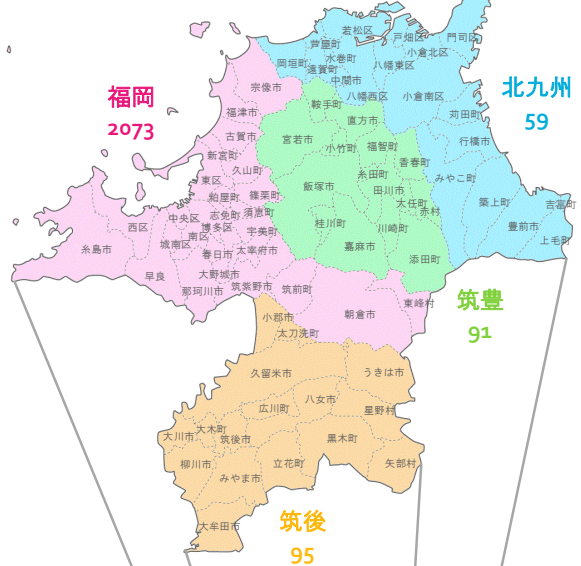 若松区
戸畑区
門司区
芦屋町
小倉北区
水巻町
岡垣町
遠賀町
八幡東区
中間市
宗像市
八幡西区
小倉南区
北九州
59
福岡
2073
鞍手町
福津市
直方市
苅田町
古賀市
宮若市
小竹町
福智町
行橋市
新宮町
香春町
久山町
糸田町
みやこ町
東区
飯塚市
田川市
粕屋町
篠栗町
大任町
築上町
吉富町
中央区
志免町
須恵町
赤村
西区
博多区
桂川町
川崎町
豊前市
南区
宇美町
上毛町
糸島市
城南区
春日市
太宰府市
嘉麻市
添田町
早良
大野城市
那珂川市
筑紫野市
筑前町
東峰村
筑豊
91
小郡市
朝倉市
太刀洗町
久留米市
うきは市
八女市
広川町
星野村
大木町
大川市
筑後市
黒木町
柳川市
立花町
矢部村
みやま市
大牟田市
筑後
95